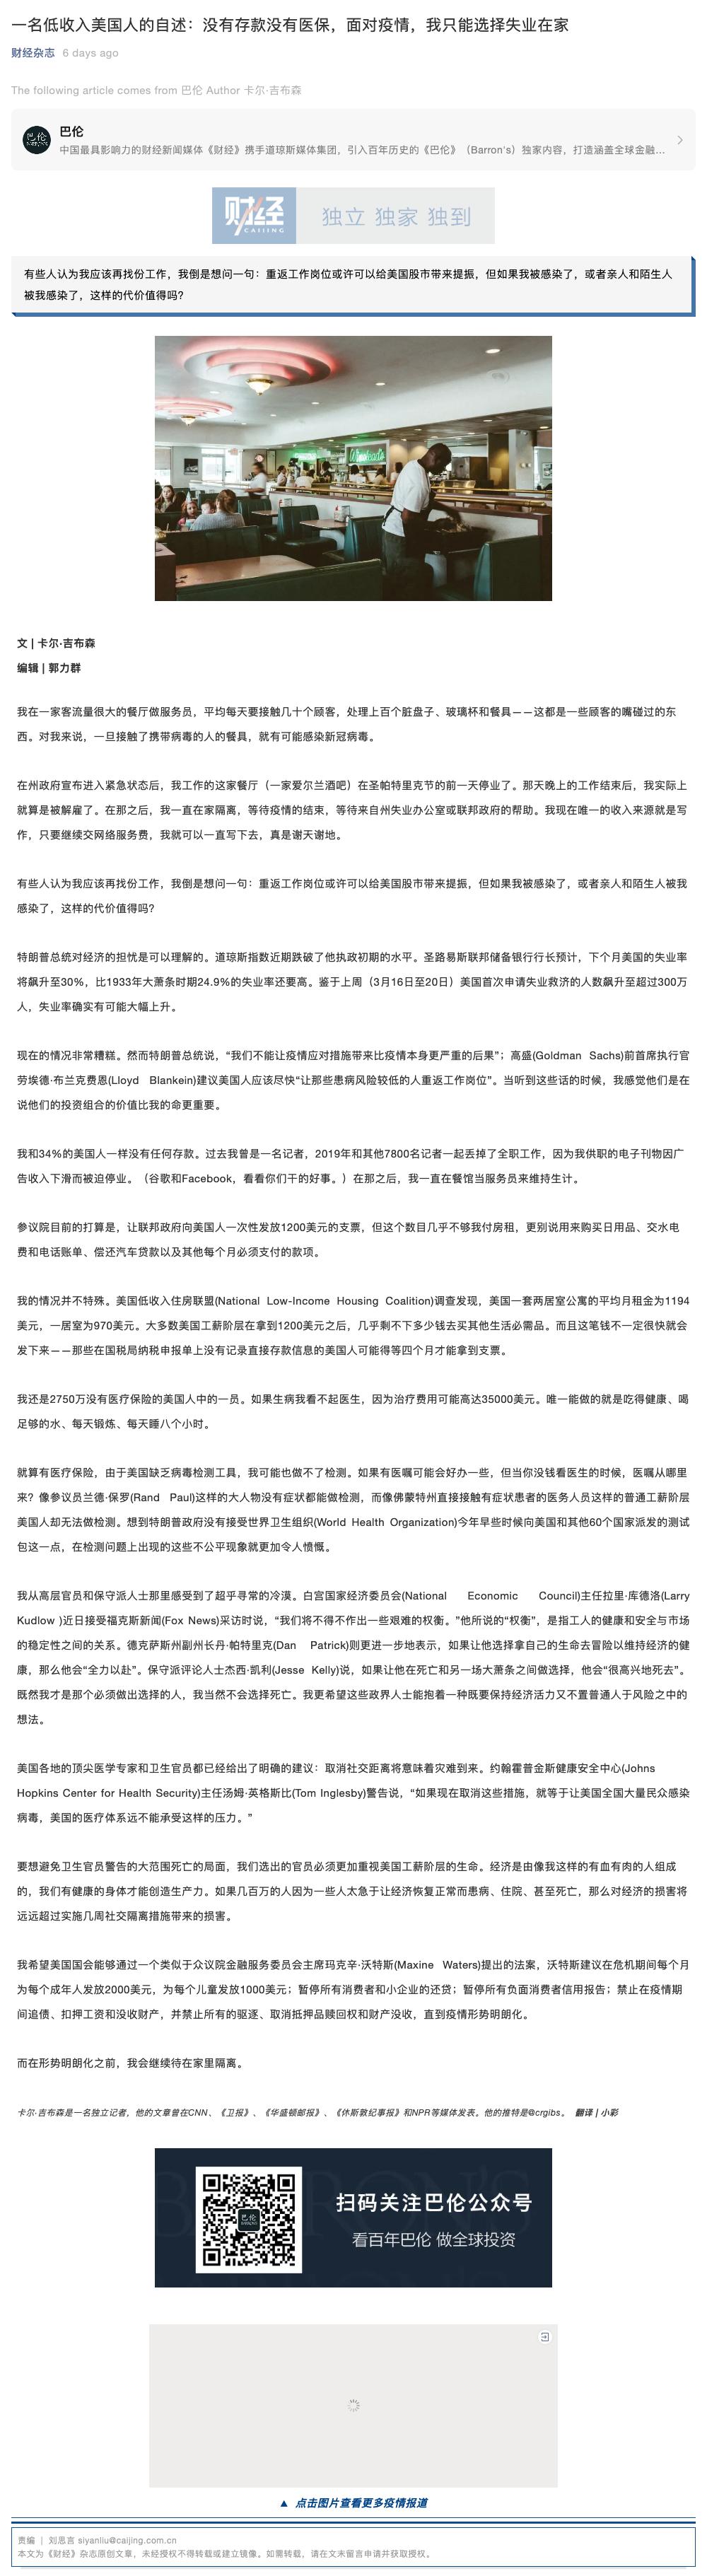 一名低收入美国人的自述：没有存款没有医保，面对疫情，我只能选择失业在家
财经杂志 6 days ago
The following article comes from 巴伦 Author 卡尔·吉布森
巴伦
中国最具影响力的财经新闻媒体《财经》携手道琼斯媒体集团，引入百年历史的《巴伦》（Barron's）独家内容，打造涵盖全球金融...
财经 CAIJING 独立 独家 独到
有些人认为我应该再找份工作，我倒是想问一句：重返工作岗位或许可以给美国股市带来提振，但如果我被感染了，或者亲人和陌生人
被我感染了，这样的代价值得吗？
文 | 卡尔·吉布森
编辑 | 郭力群
我在一家客流量很大的餐厅做服务员，平均每天要接触几十个顾客，处理上百个脏盘子、玻璃杯和餐具——这都是一些顾客的嘴碰过的东
西。对我来说，一旦接触了携带病毒的人的餐具，就有可能感染新冠病毒。
在州政府宣布进入紧急状态后，我工作的这家餐厅（一家爱尔兰酒吧）在圣帕特里克节的前一天停业了。那天晚上的工作结束后，我实际上
就算是被解雇了。在那之后，我一直在家隔离，等待疫情的结束，等待来自州失业办公室或联邦政府的帮助。我现在唯一的收入来源就是写
作，只要继续交网络服务费，我就可以一直写下去，真是谢天谢地。
有些人认为我应该再找份工作，我倒是想问一句：重返工作岗位或许可以给美国股市带来提振，但如果我被感染了，或者亲人和陌生人被我
感染了，这样的代价值得吗？
特朗普总统对经济的担忧是可以理解的。道琼斯指数近期跌破了他执政初期的水平。圣路易斯联邦储备银行行长预计，下个月美国的失业率
将飙升至30%，比1933年大萧条时期24.9%的失业率还要高。鉴于上周（3月16日至20日）美国首次申请失业救济的人数飙升至超过300万
人，失业率确实有可能大幅上升。
现在的情况非常糟糕。然而特朗普总统说，“我们不能让疫情应对措施带来比疫情本身更严重的后果”；高盛(Goldman Sachs)前首席执行官
劳埃德·布兰克费恩(Lloyd Blankein)建议美国人应该尽快“让那些患病风险较低的人重返工作岗位”。当听到这些话的时候，我感觉他们是在
说他们的投资组合的价值比我的命更重要。
我和34%的美国人一样没有任何存款。过去我曾是一名记者，2019年和其他7800名记者一起丢掉了全职工作，因为我供职的电子刊物因广
告收入下滑而被迫停业。（谷歌和Facebook，看看你们干的好事。）在那之后，我一直在餐馆当服务员来维持生计。
参议院目前的打算是，让联邦政府向美国人一次性发放1200美元的支票，但这个数目几乎不够我付房租，更别说用来购买日用品、交水电
费和电话账单、偿还汽车贷款以及其他每个月必须支付的款项。
我的情况并不特殊。美国低收入住房联盟(National Low-Income Housing Coalition)调查发现，美国一套两居室公寓的平均月租金为1194
美元，一居室为970美元。大多数美国工薪阶层在拿到1200美元之后，几乎剩不下多少钱去买其他生活必需品。而且这笔钱不一定很快就会
发下来——那些在国税局纳税申报单上没有记录直接存款信息的美国人可能得等四个月才能拿到支票。
我还是2750万没有医疗保险的美国人中的一员。如果生病我看不起医生，因为治疗费用可能高达35000美元。唯一能做的就是吃得健康、喝
足够的水、每天锻炼、每天睡八个小时。
就算有医疗保险，由于美国缺乏病毒检测工具，我可能也做不了检测。如果有医嘱可能会好办一些，但当你没钱看医生的时候，医嘱从哪里
来？像参议员兰德·保罗(Rand Paul)这样的大人物没有症状都能做检测，而像佛蒙特州直接接触有症状患者的医务人员这样的普通工薪阶层
美国人却无法做检测。想到特朗普政府没有接受世界卫生组织(World Health Organization)今年早些时候向美国和其他60个国家派发的测试
包这一点，在检测问题上出现的这些不公平现象就更加令人愤慨。
我从高层官员和保守派人士那里感受到了超乎寻常的冷漠。白宫国家经济委员会(National Economic Council)主任拉里·库德洛(Larry
Kudlow )近日接受福克斯新闻(Fox News)采访时说，“我们将不得不作出一些艰难的权衡。”他所说的“权衡”，是指工人的健康和安全与市场
的稳定性之间的关系。德克萨斯州副州长丹·帕特里克(Dan Patrick)则更进一步地表示，如果让他选择拿自己的生命去冒险以维持经济的健
康，那么他会“全力以赴”。保守派评论人士杰西·凯利(Jesse Kelly)说，如果让他在死亡和另一场大萧条之间做选择，他会“很高兴地死去”。
既然我才是那个必须做出选择的人，我当然不会选择死亡。我更希望这些政界人士能抱着一种既要保持经济活力又不置普通人于风险之中的
想法。
美国各地的顶尖医学专家和卫生官员都已经给出了明确的建议：取消社交距离将意味着灾难到来。约翰霍普金斯健康安全中心(Johns
Hopkins Center for Health Security)主任汤姆·英格斯比(Tom Inglesby)警告说，“如果现在取消这些措施，就等于让美国全国大量民众感染
病毒，美国的医疗体系远不能承受这样的压力。”
要想避免卫生官员警告的大范围死亡的局面，我们选出的官员必须更加重视美国工薪阶层的生命。经济是由像我这样的有血有肉的人组成
的，我们有健康的身体才能创造生产力。如果几百万的人因为一些人太急于让经济恢复正常而患病、住院、甚至死亡，那么对经济的损害将
远远超过实施几周社交隔离措施带来的损害。
我希望美国国会能够通过一个类似于众议院金融服务委员会主席玛克辛·沃特斯(Maxine Waters)提出的法案，沃特斯建议在危机期间每个月
为每个成年人发放2000美元，为每个儿童发放1000美元；暂停所有消费者和小企业的还贷；暂停所有负面消费者信用报告；禁止在疫情期
间追债、扣押工资和没收财产，并禁止所有的驱逐、取消抵押品赎回权和财产没收，直到疫情形势明朗化。
而在形势明朗化之前，我会继续待在家里隔离。
卡尔·吉布森是一名独立记者，他的文章曾在CNN、《卫报》、《华盛顿邮报》、《休斯敦纪事报》和NPR等媒体发表。他的推特是@crgibs。 翻译 | 小彩
扫码关注巴伦公众号
看百年巴伦 做全球投资
▲ 点击图片查看更多疫情报道
责编 | 刘思言 siyanliu@caijing.com.cn
本文为《财经》杂志原创文章，未经授权不得转载或建立镜像。如需转载，请在文末留言申请并获取授权。